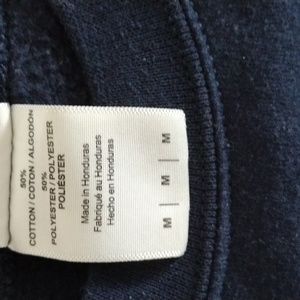 50%
COTTON / COTON / ALGODON
50%
POLYESTER / POLYESTER
POLIÉSTER
Made in Honduras
Fabriqué au Honduras
Hecho en Honduras
M | M | M